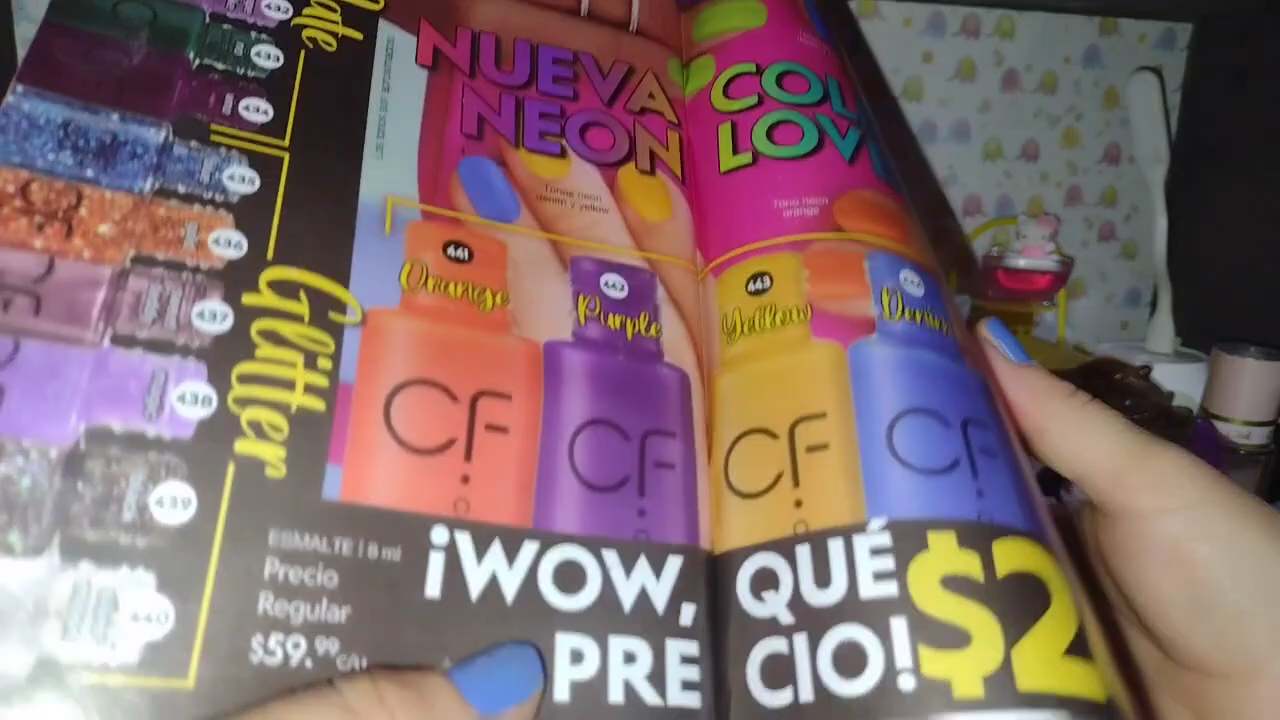 433
434
435
436
437
438
439
440
Glitter
NUEVA
NEON
COL
LOV
Tonos neon
denim y yellow
Tono neon
orange
441
Orange
442
Purple
443
Yellow
Denim
CF.
CF.
CF.
CF.
ESMALTE | 8 ml
Precio
Regular
$59.99 C/U
¡WOW, QUÉ
PRE CIO!
$2